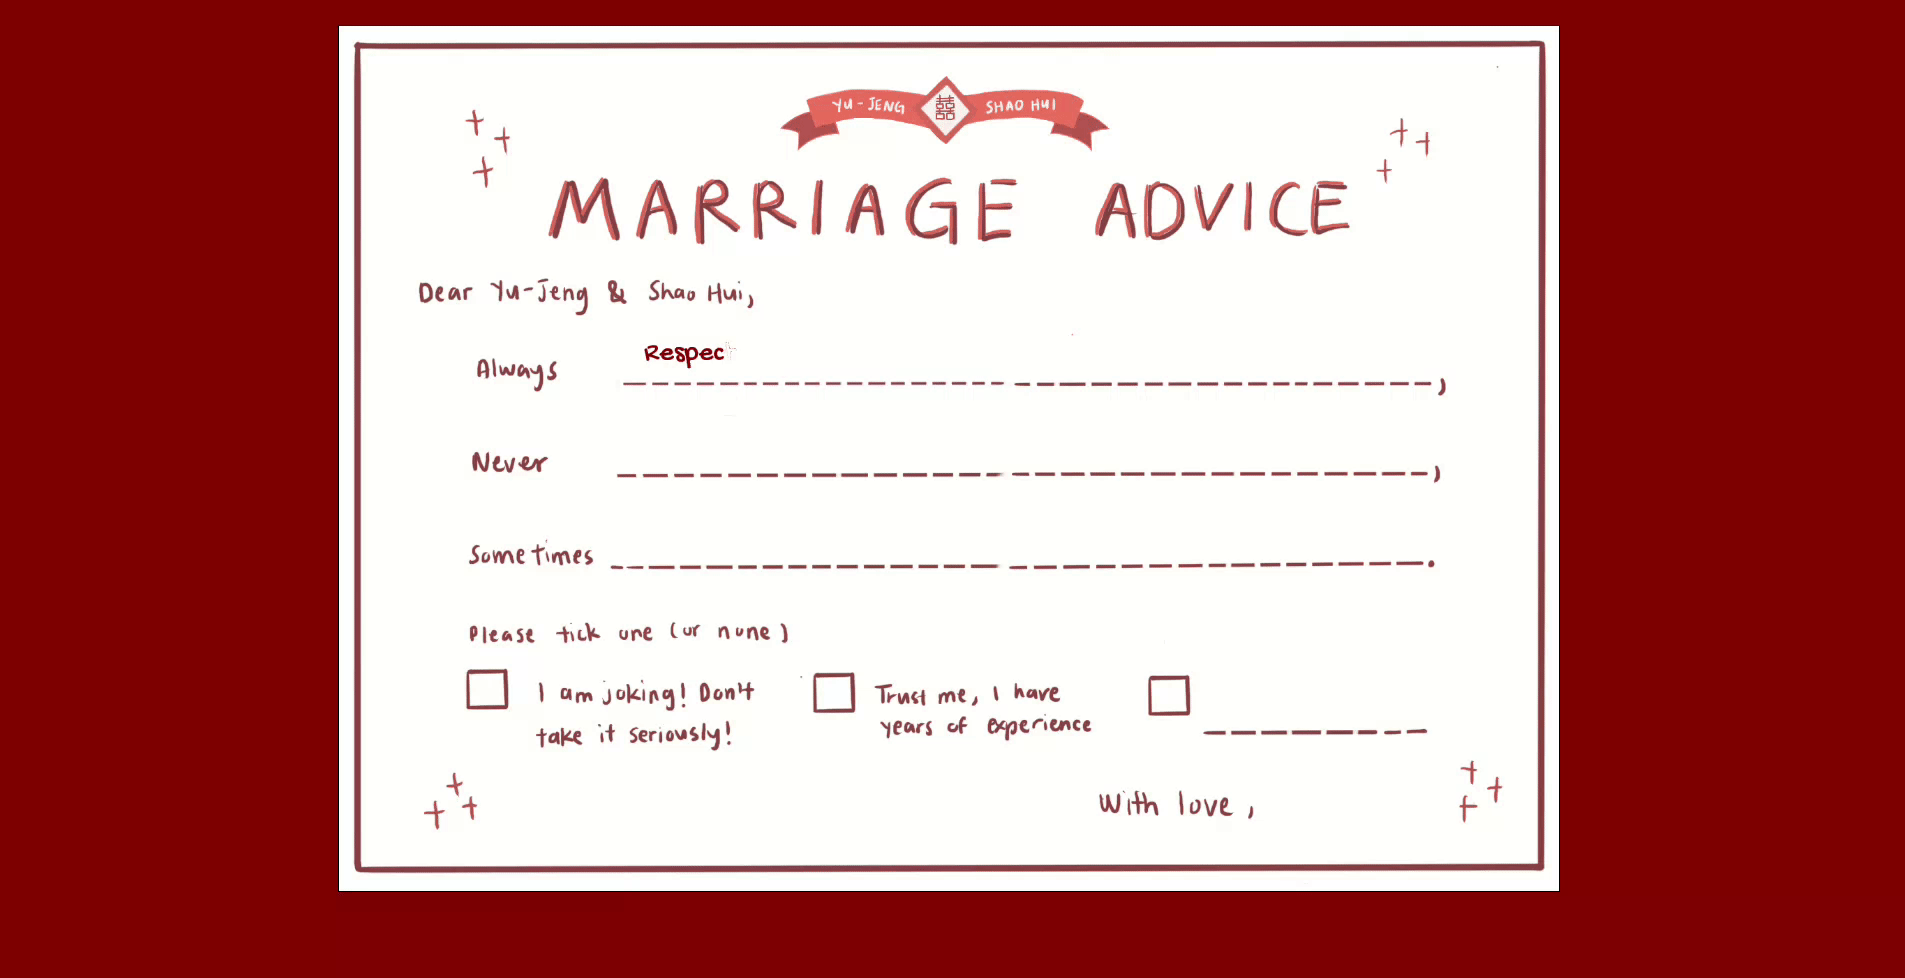 YU-JENG 囍 SHAO HUI
MARRIAGE ADVICE
Dear Yu-Jeng & Shao Hui,
Always Respect ,
Never ,
Sometimes .
Please tick one (or none)
I am joking! Don't
take it seriously!
Trust me, I have
years of experience
With love,